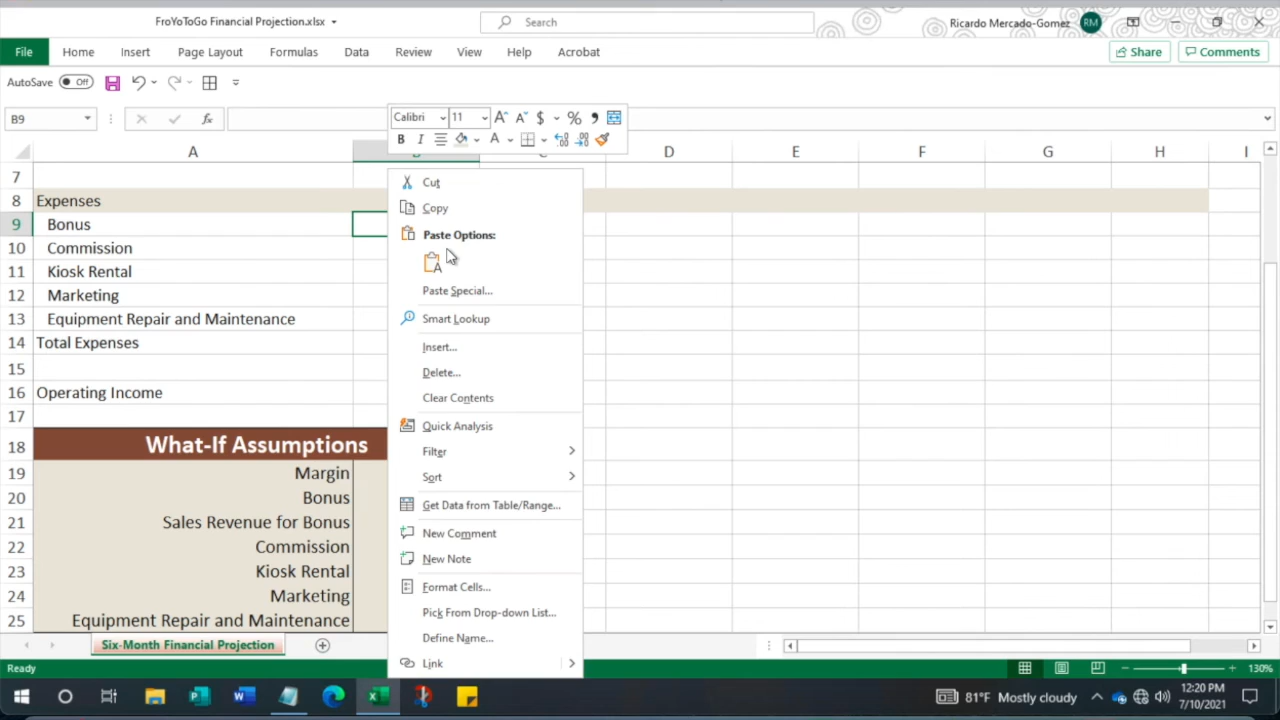 FroYoToGo Financial Projection.xlsx
Search
Ricardo Mercado-Gomez RM
File Home Insert Page Layout Formulas Data Review View Help Acrobat Share Comments
AutoSave Off
B9 fx
Calibri 11 A A $ % ,
B I A
A B C D E F G H I
7
8 Expenses
9 Bonus
10 Commission
11 Kiosk Rental
12 Marketing
13 Equipment Repair and Maintenance
14 Total Expenses
15
16 Operating Income
17
18 What-If Assumptions
19 Margin
20 Bonus
21 Sales Revenue for Bonus
22 Commission
23 Kiosk Rental
24 Marketing
25 Equipment Repair and Maintenance
Cut
Copy
Paste Options:
A
Paste Special...
Smart Lookup
Insert...
Delete...
Clear Contents
Quick Analysis
Filter
Sort
Get Data from Table/Range...
New Comment
New Note
Format Cells...
Pick From Drop-down List...
Define Name...
Link
Six-Month Financial Projection
Ready 130%
81°F Mostly cloudy
12:20 PM
7/10/2021